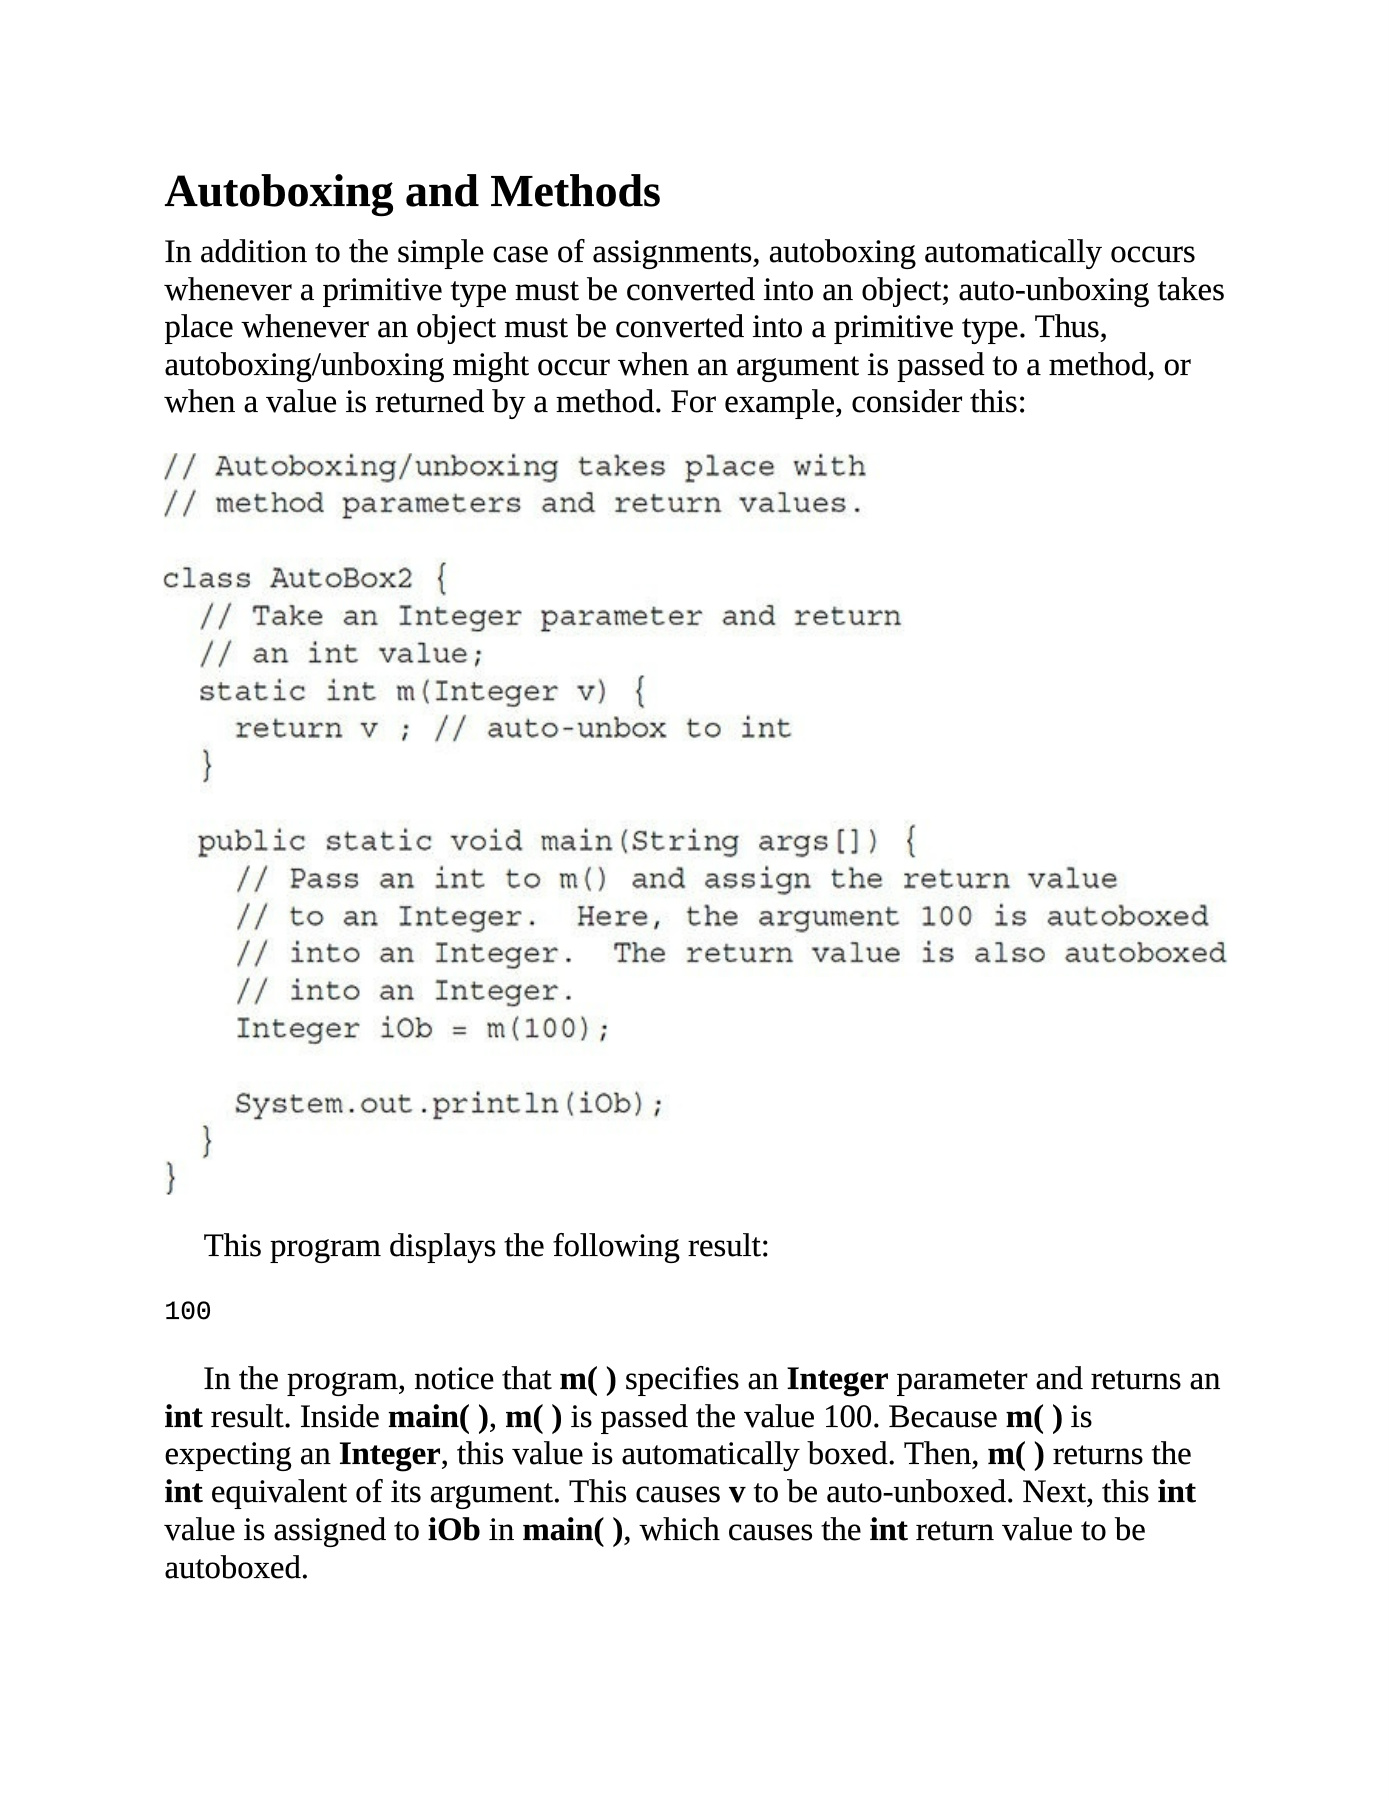 Autoboxing and Methods
In addition to the simple case of assignments, autoboxing automatically occurs
whenever a primitive type must be converted into an object; auto-unboxing takes
place whenever an object must be converted into a primitive type. Thus,
autoboxing/unboxing might occur when an argument is passed to a method, or
when a value is returned by a method. For example, consider this:
// Autoboxing/unboxing takes place with
// method parameters and return values.
class AutoBox2 {
  // Take an Integer parameter and return
  // an int value;
  static int m(Integer v) {
    return v ; // auto-unbox to int
  }
  public static void main(String args[]) {
    // Pass an int to m() and assign the return value
    // to an Integer.  Here, the argument 100 is autoboxed
    // into an Integer.  The return value is also autoboxed
    // into an Integer.
    Integer iOb = m(100);
    System.out.println(iOb);
  }
}
This program displays the following result:
100
In the program, notice that m( ) specifies an Integer parameter and returns an
int result. Inside main( ), m( ) is passed the value 100. Because m( ) is
expecting an Integer, this value is automatically boxed. Then, m( ) returns the
int equivalent of its argument. This causes v to be auto-unboxed. Next, this int
value is assigned to iOb in main( ), which causes the int return value to be
autoboxed.